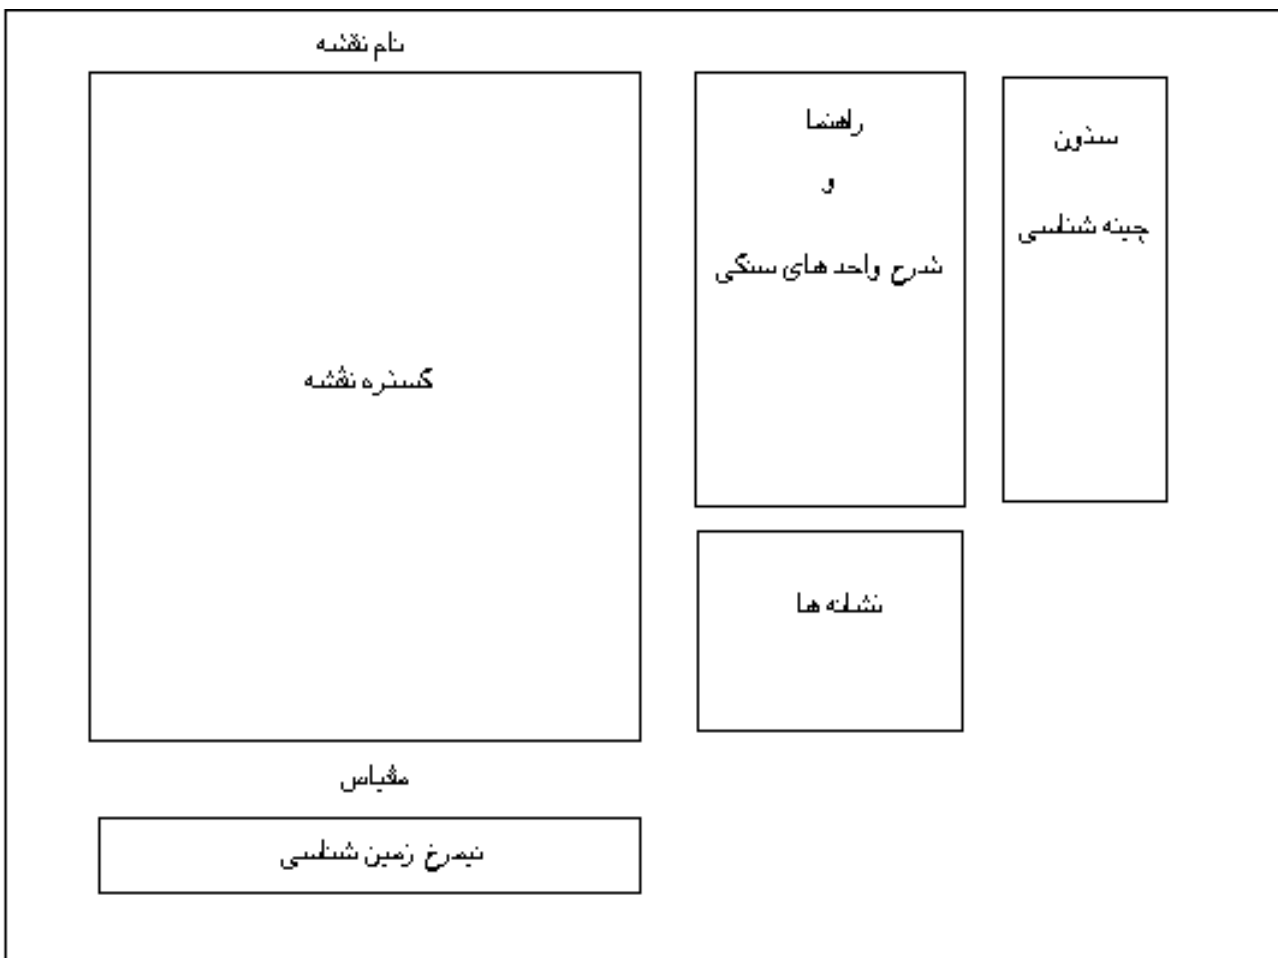 نام نقشه
راهنما
و
شرح واحد های سنگی
ستون
چینه شناسی
گستره نقشه
نشانه ها
مقیاس
نیمرخ زمین شناسی